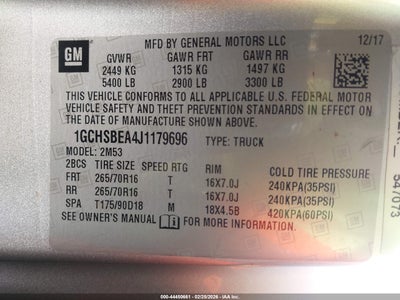 GM
MFD BY GENERAL MOTORS LLC 12/17
GVWR GAWR FRT GAWR RR
2449 KG 1315 KG 1497 KG
5400 LB 2900 LB 3300 LB
THIS VEHICLE CONFORMS TO ALL APPLICABLE U.S. FEDERAL MOTOR
VEHICLE SAFETY AND THEFT PREVENTION STANDARDS IN EFFECT ON
THE DATE OF MANUFACTURE SHOWN ABOVE.
1GCHSBEA4J1179696 TYPE: TRUCK
MODEL: 2M53
2BCS TIRE SIZE SPEED RTG RIM COLD TIRE PRESSURE
FRT 265/70R16 T 16X7.0J 240KPA(35PSI)
RR 265/70R16 T 16X7.0J 240KPA(35PSI)
SPA T175/90D18 M 18X4.5B 420KPA(60PSI)
SEE OWNER'S MANUAL FOR MORE INFORMATION.
547073
000-44450681 - 02/28/2026 - IAA, Inc.